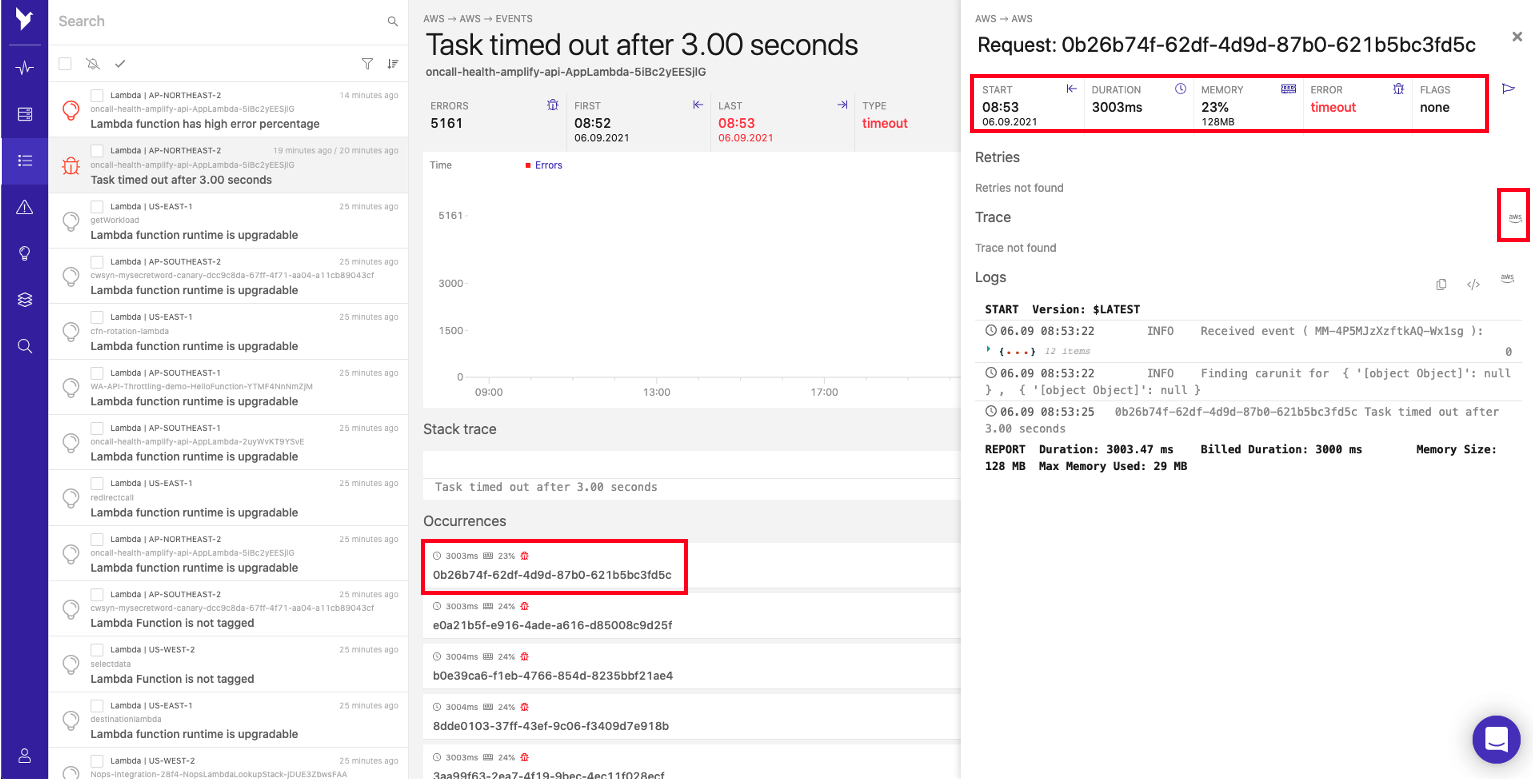 Search
Lambda | AP-NORTHEAST-2 14 minutes ago
oncall-health-amplify-api-AppLambda-5iBc2yEESjlG
Lambda function has high error percentage
Lambda | AP-NORTHEAST-2 19 minutes ago / 20 minutes ago
oncall-health-amplify-api-AppLambda-5iBc2yEESjlG
Task timed out after 3.00 seconds
Lambda | US-EAST-1 25 minutes ago
getWorkload
Lambda function runtime is upgradable
Lambda | AP-SOUTHEAST-2 25 minutes ago
cwsyn-mysecretword-canary-dcc9c8da-67ff-4f71-aa04-a11cb89043cf
Lambda function runtime is upgradable
Lambda | US-EAST-1 25 minutes ago
cfn-rotation-lambda
Lambda function runtime is upgradable
Lambda | AP-SOUTHEAST-1 25 minutes ago
WA-API-Throttling-demo-HelloFunction-YTMF4NnNmZjM
Lambda function runtime is upgradable
Lambda | AP-SOUTHEAST-1 25 minutes ago
oncall-health-amplify-api-AppLambda-2uyWvKT9YSvE
Lambda function runtime is upgradable
Lambda | US-EAST-1 25 minutes ago
redirectcall
Lambda function runtime is upgradable
Lambda | AP-NORTHEAST-2 25 minutes ago
oncall-health-amplify-api-AppLambda-5iBc2yEESjlG
Lambda function runtime is upgradable
Lambda | AP-SOUTHEAST-2 25 minutes ago
cwsyn-mysecretword-canary-dcc9c8da-67ff-4f71-aa04-a11cb89043cf
Lambda Function is not tagged
Lambda | US-WEST-2 25 minutes ago
selectdata
Lambda Function is not tagged
Lambda | US-EAST-1 25 minutes ago
destinationlambda
Lambda function runtime is upgradable
Lambda | US-WEST-2 25 minutes ago
Nops-integration-28f4-NopsLambdaLookupStack-jDUE3ZbwsFAA
AWS → AWS → EVENTS
Task timed out after 3.00 seconds
oncall-health-amplify-api-AppLambda-5iBc2yEESjlG
ERRORS FIRST LAST TYPE
5161 08:52 08:53 timeout
06.09.2021 06.09.2021
Time Errors
5161
3000
1500
0
09:00 13:00 17:00
Stack trace
Task timed out after 3.00 seconds
Occurrences
3003ms 23%
0b26b74f-62df-4d9d-87b0-621b5bc3fd5c
3003ms 24%
e0a21b5f-e916-4ade-a616-d85008c9d25f
3004ms 24%
b0e39ca6-f1eb-4766-854d-8235bbf21ae4
3004ms 24%
8dde0103-37ff-43ef-9c06-f3409d7e918b
3003ms 24%
3aa99f63-2ea7-4f19-9bec-4ec11f028ecf
AWS → AWS
Request: 0b26b74f-62df-4d9d-87b0-621b5bc3fd5c
START DURATION MEMORY ERROR FLAGS
08:53 3003ms 23% timeout none
06.09.2021 128MB
Retries
Retries not found
Trace
aws
Trace not found
Logs
aws
START Version: $LATEST
06.09 08:53:22 INFO Received event ( MM-4P5MJzXzftkAQ-Wx1sg ):
{...} 12 items 0
06.09 08:53:22 INFO Finding carunit for { '[object Object]': null
} , { '[object Object]': null }
06.09 08:53:25 0b26b74f-62df-4d9d-87b0-621b5bc3fd5c Task timed out after
3.00 seconds
REPORT Duration: 3003.47 ms Billed Duration: 3000 ms Memory Size:
128 MB Max Memory Used: 29 MB